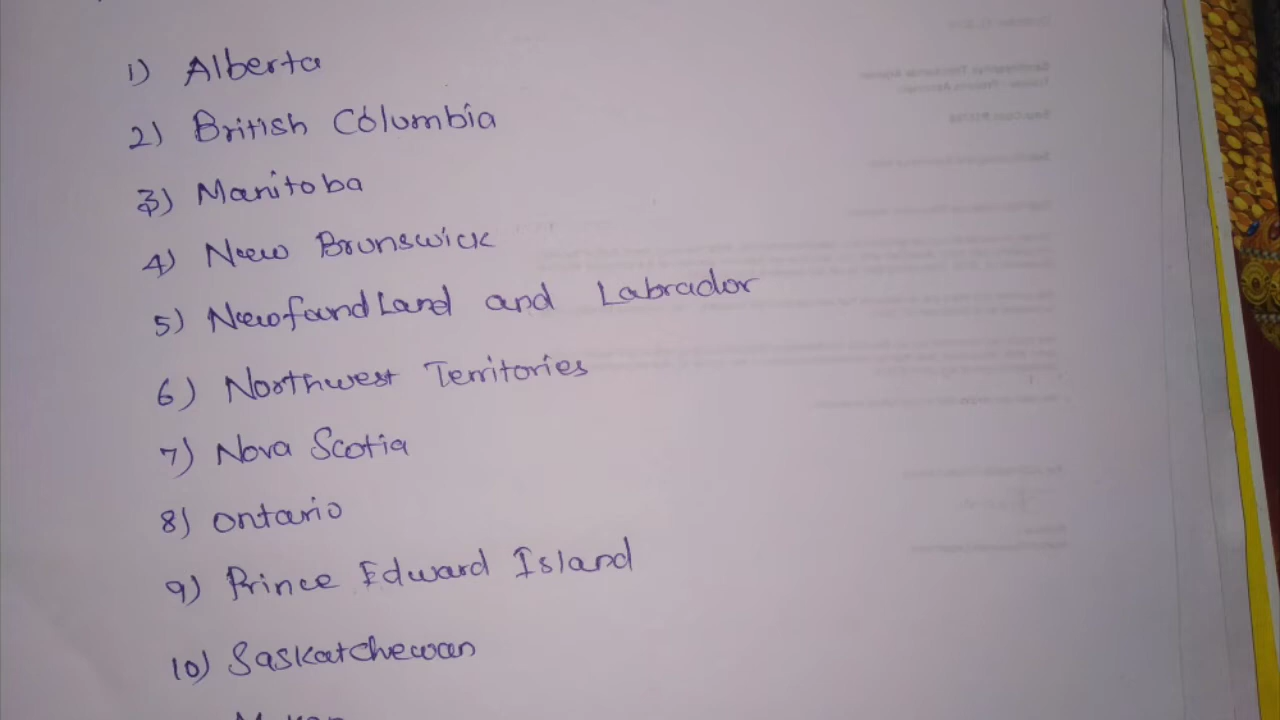 1) Alberta
2) British Columbia
3) Manitoba
4) New Brunswick
5) NewfoundLand and Labrador
6) Northwest Territories
7) Nova Scotia
8) ontario
9) Prince Edward Island
10) Saskatchewan